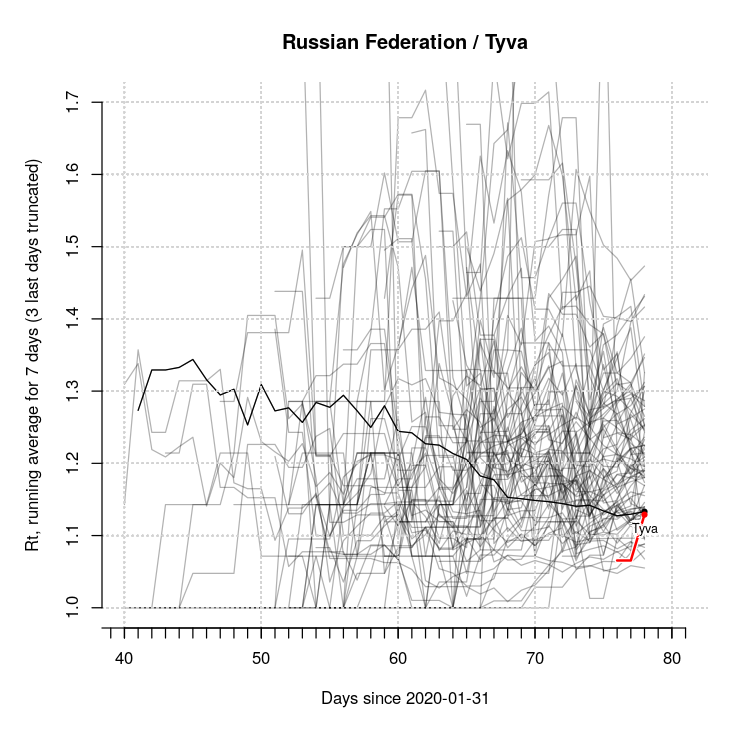 Russian Federation / Tyva
Rt, running average for 7 days (3 last days truncated)
1.7
1.6
1.5
1.4
1.3
1.2
1.1
1.0
Tyva
40 50 60 70 80
Days since 2020-01-31